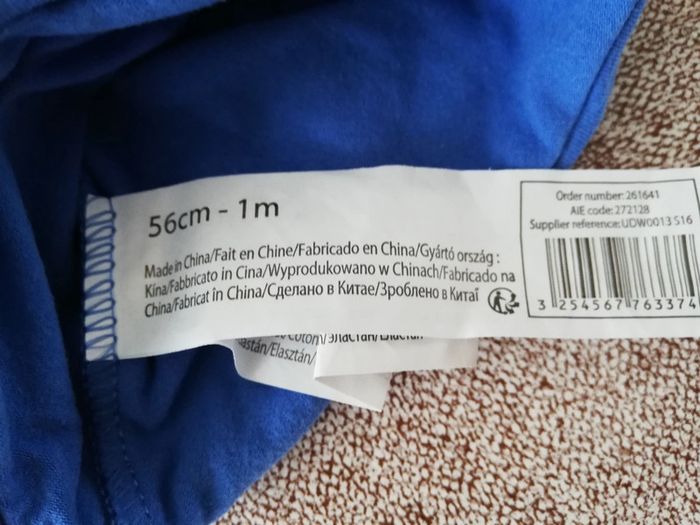 56cm - 1m
Made in China/Fait en Chine/Fabricado en China/Gyártó ország :
Kína/Fabbricato in Cina/Wyprodukowano w Chinach/Fabricado na
China/Fabricat în China/Сделано в Китае/Зроблено в Китаї
Order number: 261641
AIE code: 272128
Supplier reference:UDW0013 S16
3 254567 763374